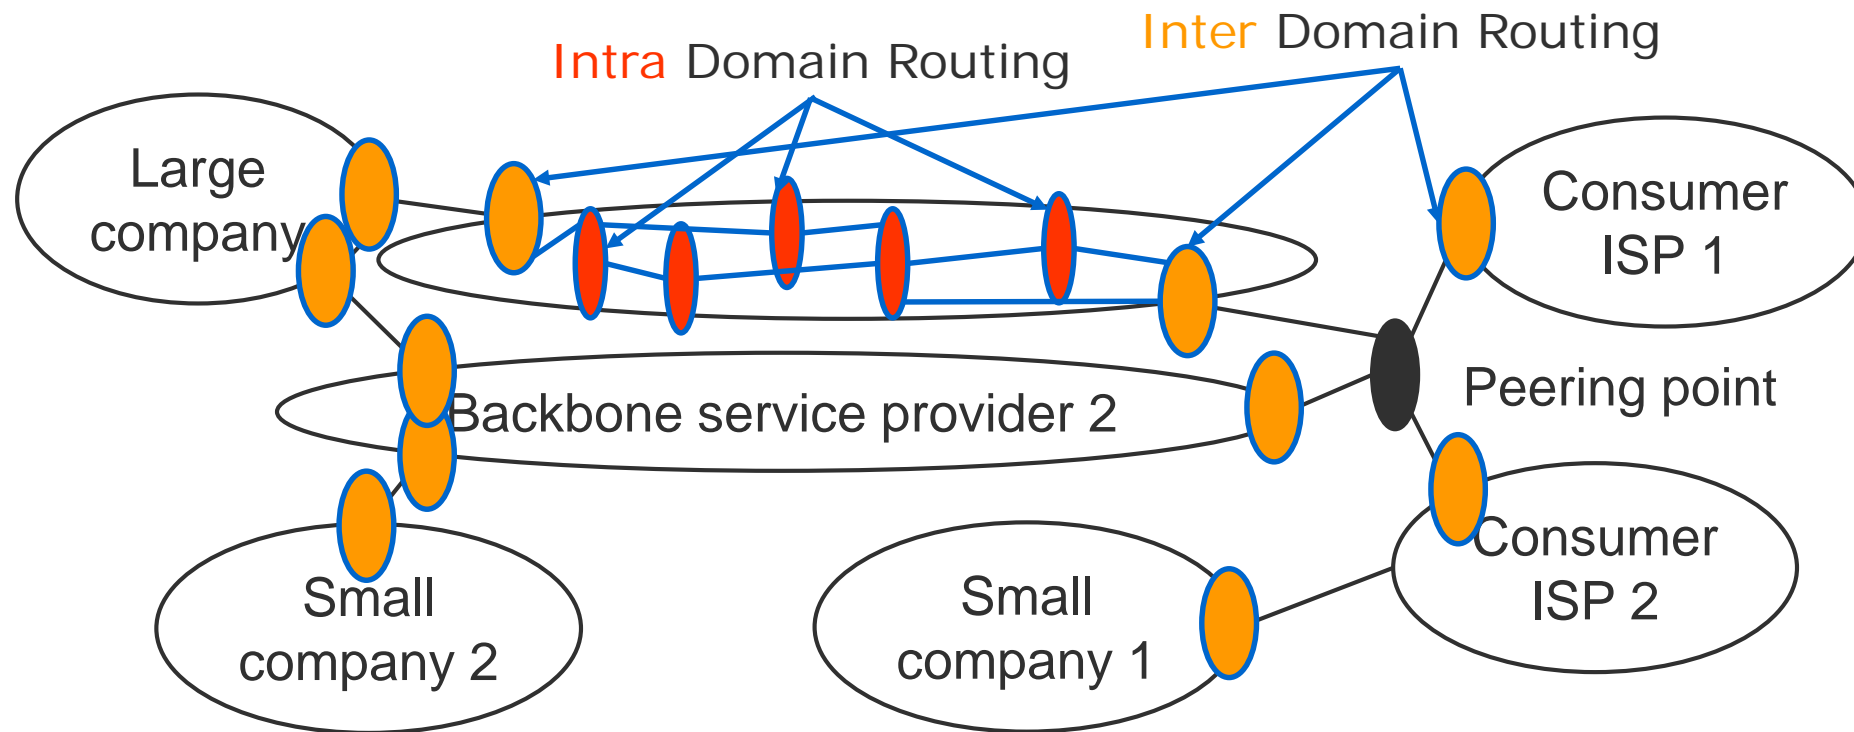 Inter Domain Routing
Intra Domain Routing
Large
company
Consumer
ISP 1
Backbone service provider 2
Peering point
Consumer
ISP 2
Small
company 2
Small
company 1